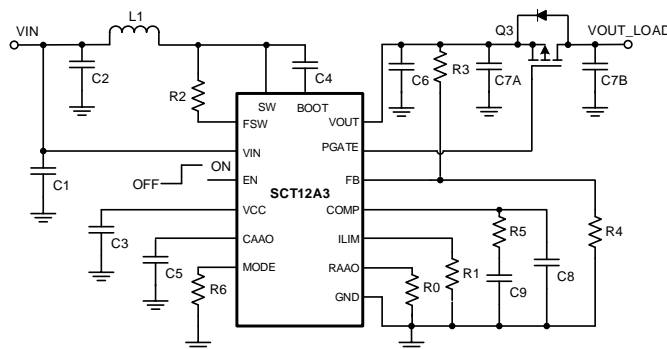 VIN
L1
Q3
VOUT_LOAD
C2
C4
C6
R3
C7A
C7B
R2
SW
BOOT
FSW
VOUT
VIN
PGATE
C1
OFF
ON
EN
FB
SCT12A3
VCC
COMP
C3
R5
R4
CAAO
ILIM
C5
R1
C8
MODE
RAAO
R6
R0
C9
GND